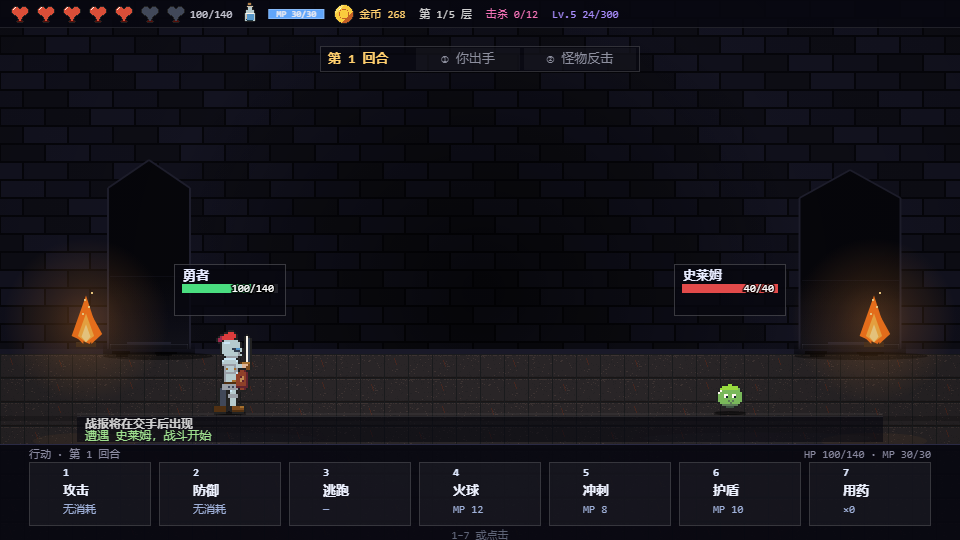 100/140 MP 30/30 金币 268 第 1/5 层 击杀 0/12 Lv.5 24/300
第 1 回合 ① 你出手 ② 怪物反击
勇者
100/140
史莱姆
40/40
战报将在交手后出现
遭遇 史莱姆, 战斗开始
行动 · 第 1 回合 HP 100/140 · MP 30/30
1 2 3 4 5 6 7
攻击 防御 逃跑 火球 冲刺 护盾 用药
无消耗 无消耗 — MP 12 MP 8 MP 10 ×0
1-7 或点击